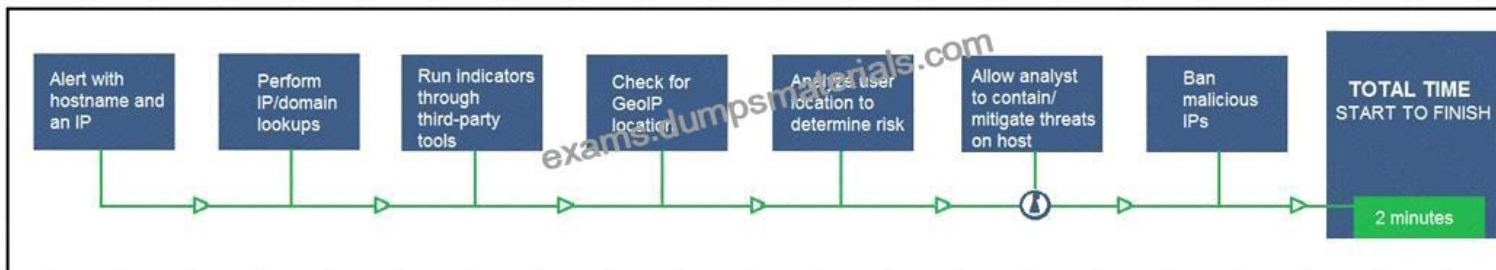 Alert with
hostname and
an IP
Perform
IP/domain
lookups
Run indicators
through
third-party
tools
Check for
GeoIP
location
Analyze user
location to
determine risk
Allow analyst
to contain/
mitigate threats
on host
Ban
malicious
IPs
TOTAL TIME
START TO FINISH
2 minutes
exams.dumpsmaterials.com